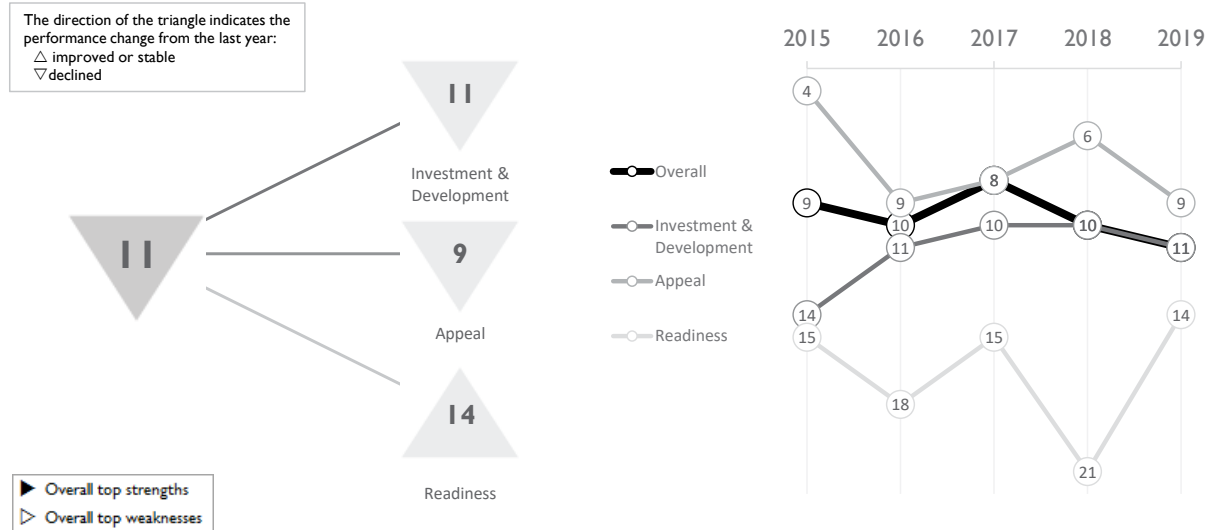 The direction of the triangle indicates the
performance change from the last year:
△ improved or stable
▽ declined
11
11
Investment &
Development
9
Appeal
14
Readiness
▶ Overall top strengths
▷ Overall top weaknesses
Overall
Investment &
Development
Appeal
Readiness
2015 2016 2017 2018 2019
4
6
8
9 9 9
10 10 10
11 11
14 14
15 15
18
21